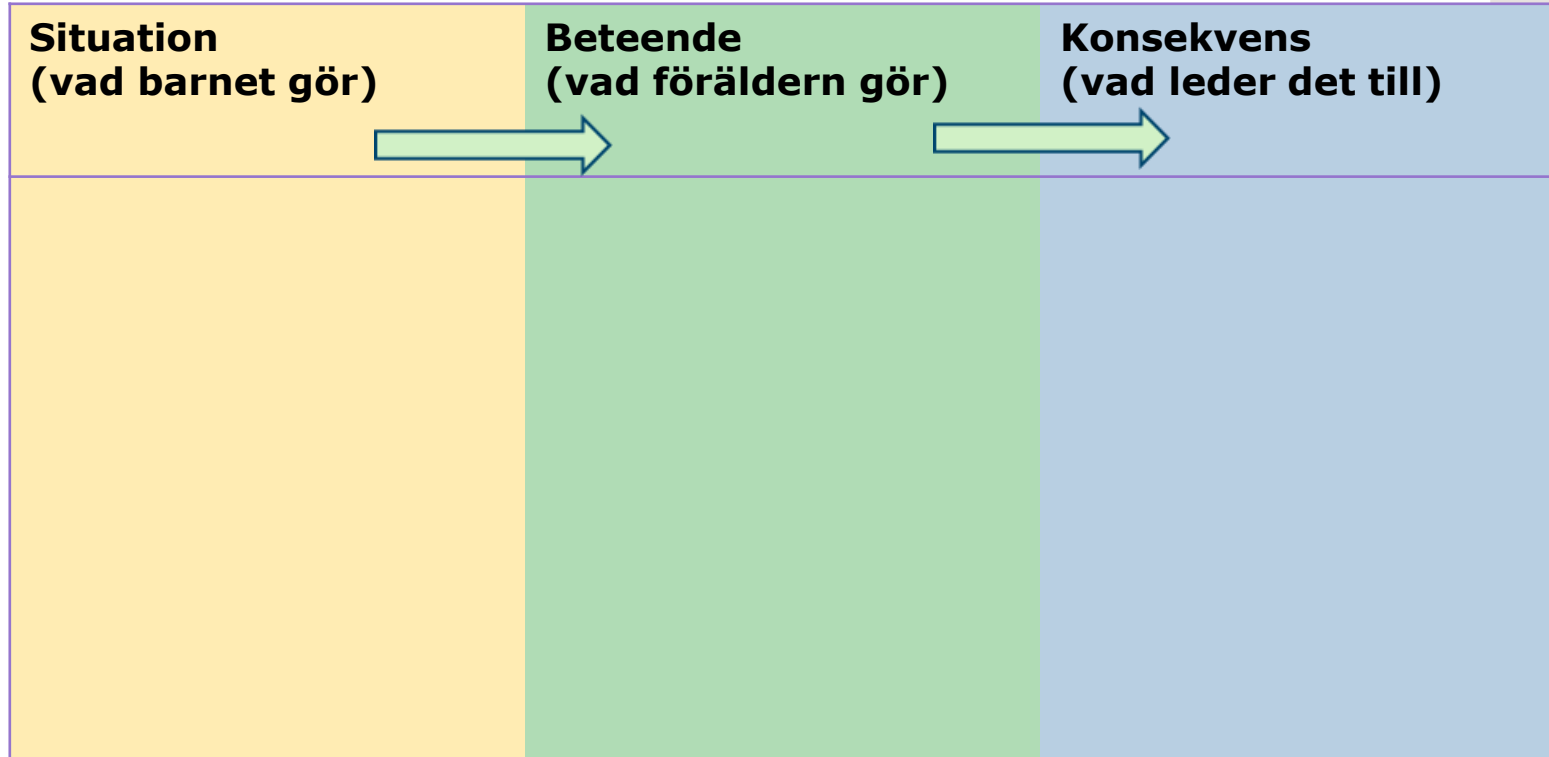 Situation
(vad barnet gör)
Beteende
(vad föräldern gör)
Konsekvens
(vad leder det till)